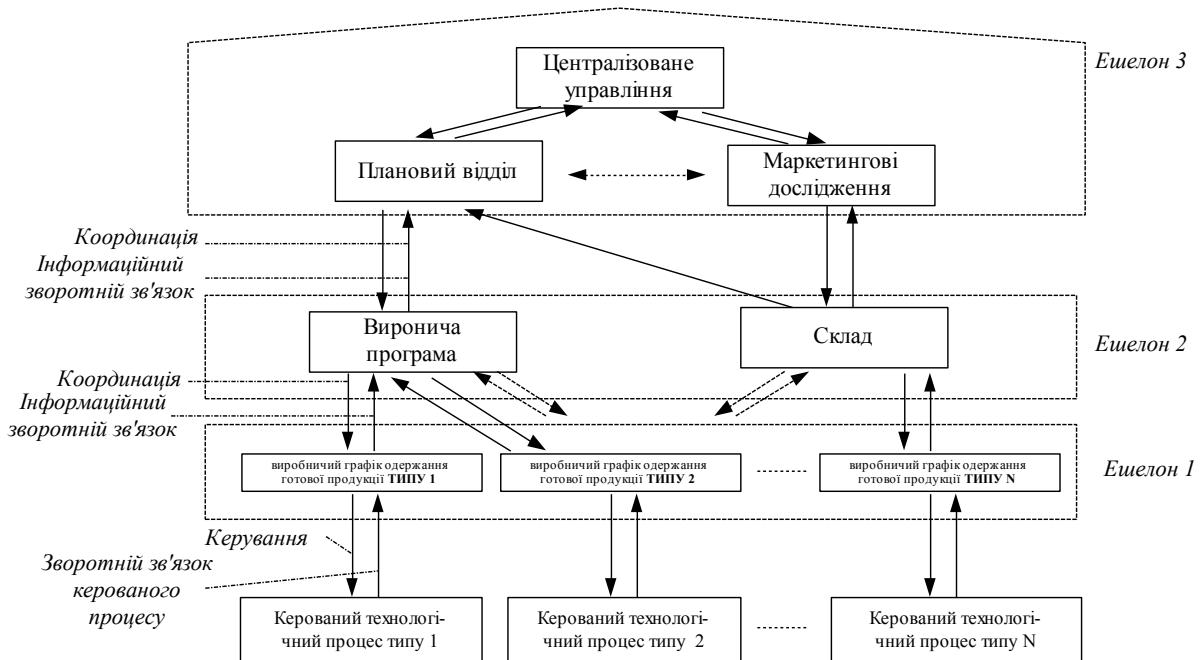 Централізоване
управління
Ешелон 3
Плановий відділ
Маркетингові
дослідження
Координація
Інформаційний
зворотній зв'язок
Виронича
програма
Склад
Ешелон 2
Координація
Інформаційний
зворотній зв'язок
виробничий графік одержання
готової продукції ТИПУ 1
виробничий графік одержання
готової продукції ТИПУ 2
виробничий графік одержання
готової продукції ТИПУ N
Ешелон 1
Керування
Зворотній зв'язок
керованого
процесу
Керований технологі-
чний процес типу 1
Керований технологі-
чний процес типу 2
Керований технологі-
чний процес типу N